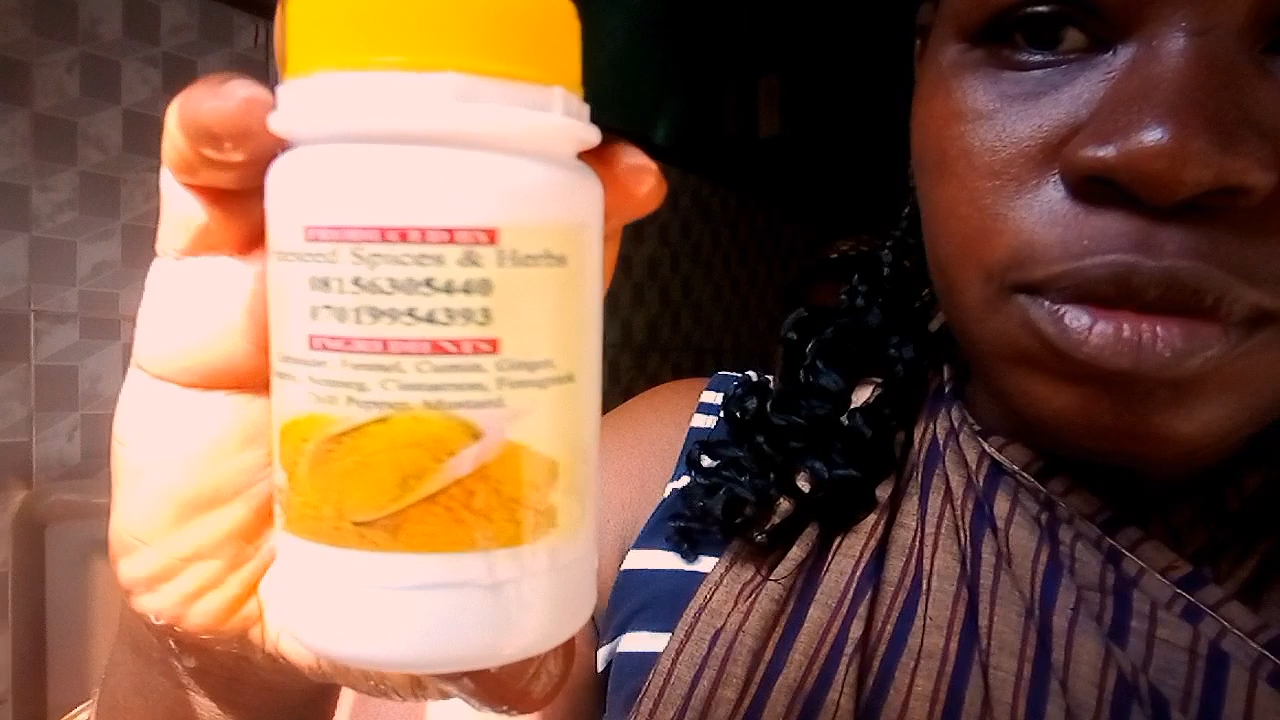 PRODUCED BY
Spices & Herbs
08156305440
07019954393
INGREDIENTS
Fennel, Cumin, Ginger,
Nutmeg, Cinnamon, Fenugreek
Pepper, Mustard.